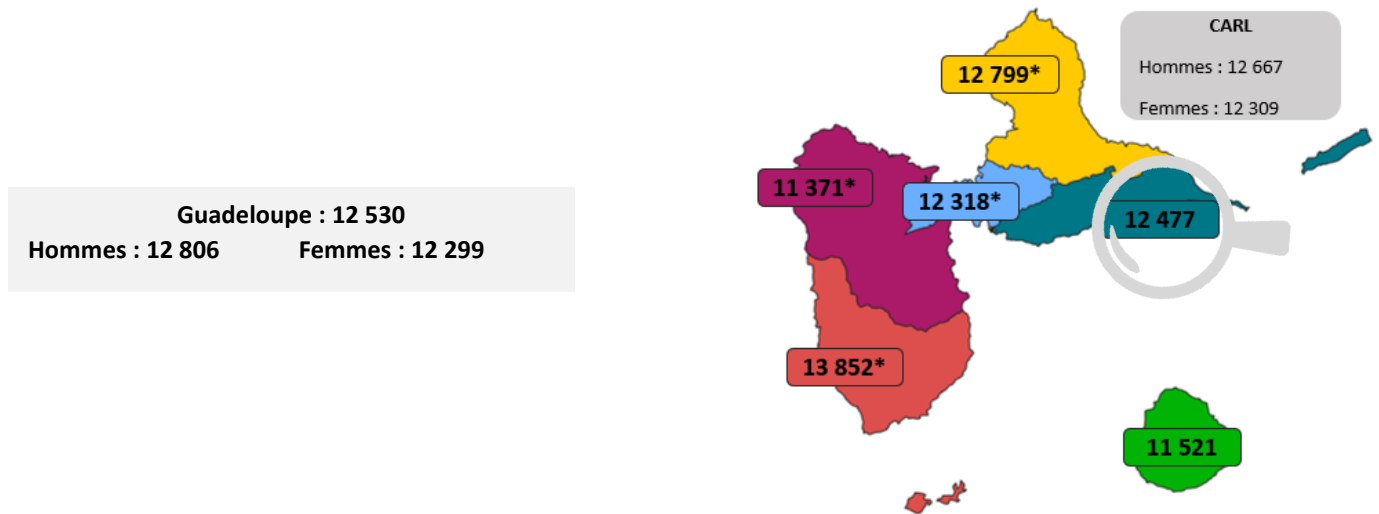 Guadeloupe : 12 530
Hommes : 12 806 Femmes : 12 299
CARL
Hommes : 12 667
Femmes : 12 309
12 799*
11 371*
12 318*
12 477
13 852*
11 521